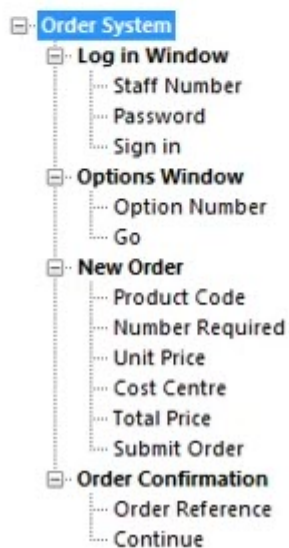 Order System
Log in Window
Staff Number
Password
Sign in
Options Window
Option Number
Go
New Order
Product Code
Number Required
Unit Price
Cost Centre
Total Price
Submit Order
Order Confirmation
Order Reference
Continue